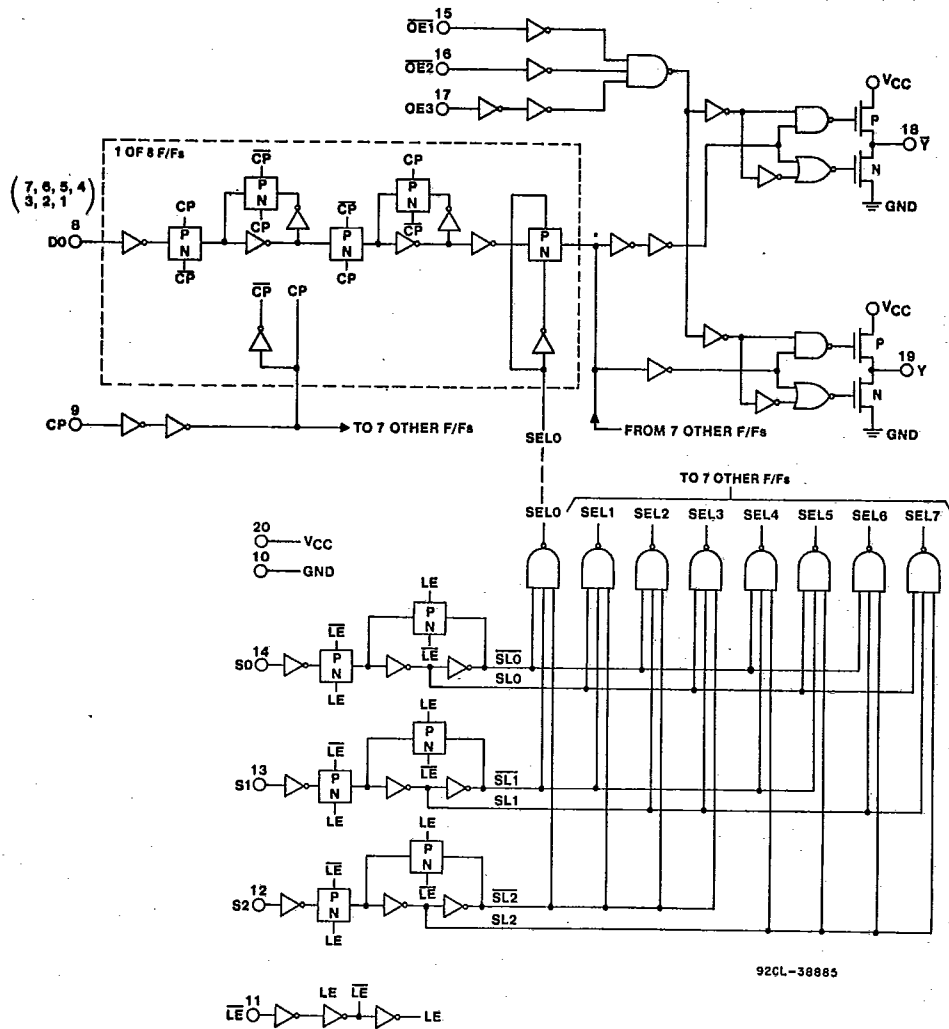 15
OE1
16
OE2
17
OE3
VCC
P
18
Y
N
GND
1 OF 8 F/Fs
CP
CP
P
N
CP
P
N
CP
(7, 6, 5, 4
3, 2, 1)
8
D0
CP
P
N
CP
CP
P
N
CP
P
N
CP
CP
VCC
P
19
Y
N
GND
9
CP
TO 7 OTHER F/Fs
SEL0
FROM 7 OTHER F/Fs
TO 7 OTHER F/Fs
SEL0 SEL1 SEL2 SEL3 SEL4 SEL5 SEL6 SEL7
20
VCC
10
GND
LE
P
N
LE
LE
14
S0
P
N
LE
SL0
SL0
LE
P
N
LE
LE
13
S1
P
N
LE
SL1
SL1
LE
P
N
LE
LE
12
S2
P
N
LE
SL2
SL2
92CL-38885
11
LE
LE
LE
LE